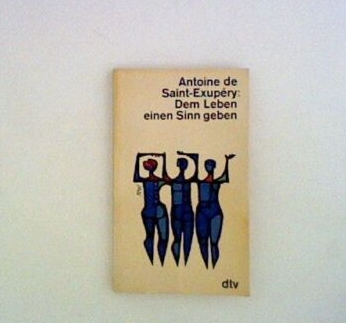 Antoine de
Saint-Exupéry:
Dem Leben
einen Sinn geben
dtv